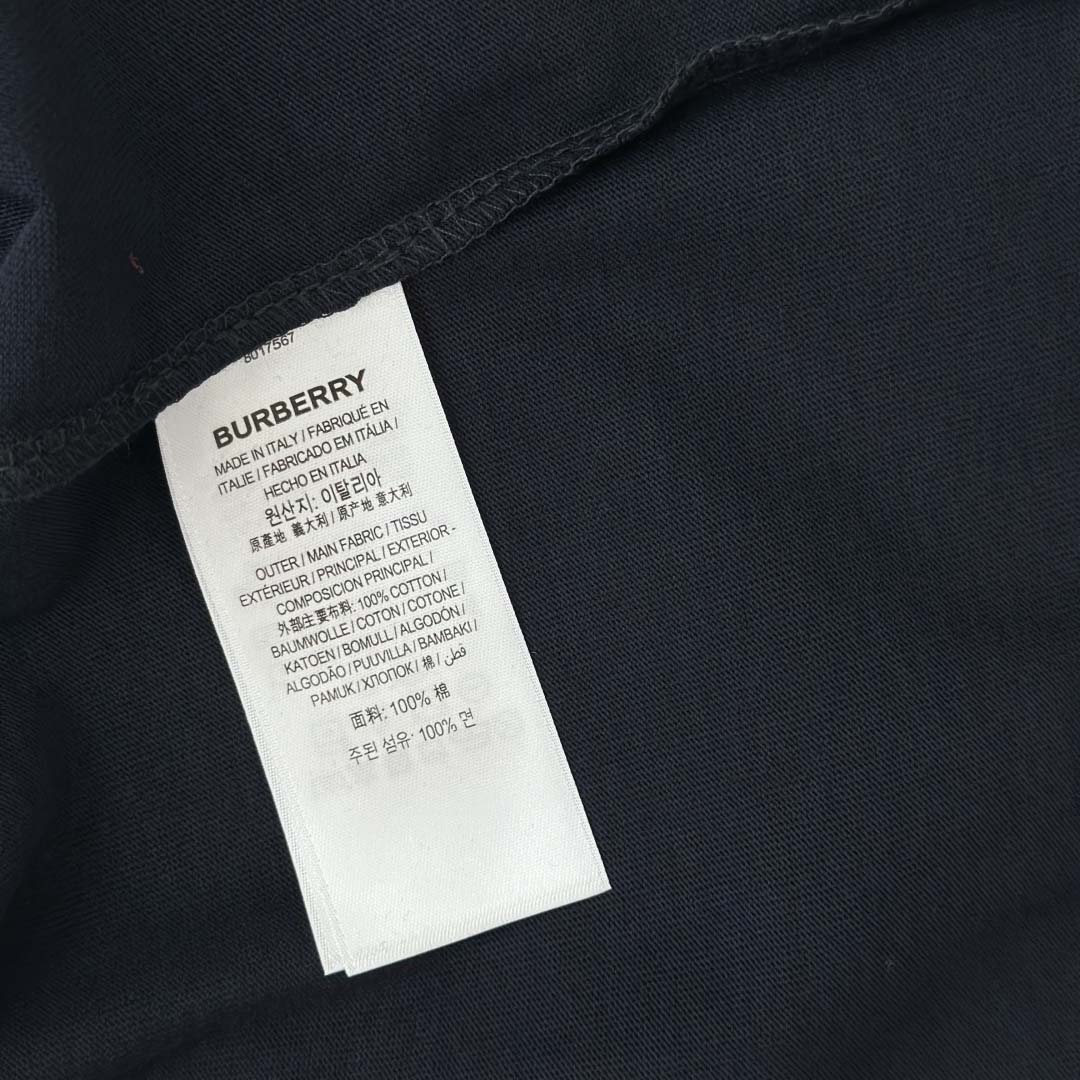 8017567
BURBERRY
MADE IN ITALY / FABRIQUÉ EN
ITALIE / FABRICADO EM ITÁLIA /
HECHO EN ITALIA
원산지: 이탈리아
原產地 義大利 / 原产地 意大利
OUTER / MAIN FABRIC / TISSU
EXTÉRIEUR / PRINCIPAL / EXTERIOR -
COMPOSICION PRINCIPAL /
外部主要布料: 100% COTTON /
BAUMWOLLE / COTON / COTONE /
KATOEN / BOMULL / ALGODÓN /
ALGODÃO / PUUVILLA / BAMBAKI /
PAMUK / ХЛОПОК / 棉 / قطن
面料: 100% 棉
주된 섬유: 100% 면